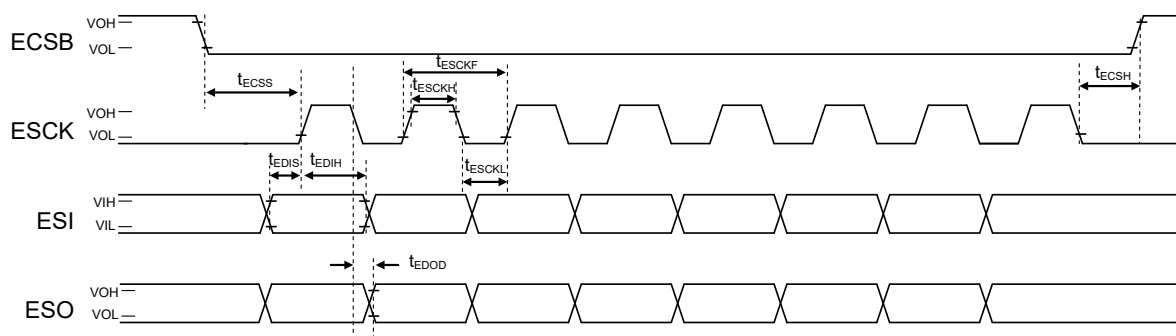 VOH
ECSB
VOL
tECSS
tESCKF
tESCKH
tECSH
VOH
ESCK
VOL
tEDIS
tEDIH
tESCKL
VIH
ESI
VIL
tEDOD
VOH
ESO
VOL